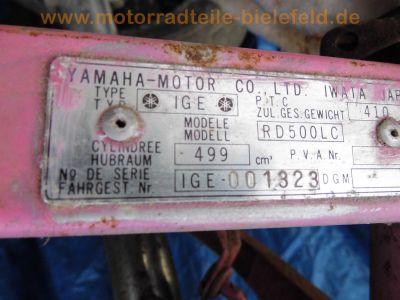 www.motorradteile-bielefeld.de
YAMAHA-MOTOR CO., LTD. IWATA JAP
TYPE P.T.C
TYP IGE ZUL. GES. GEWICHT 410
MODELE
MODELL RD500LC
CYLINDREE
HUBRAUM 499 cm³ P.V.A. Nr.
No DE SERIE
FAHRGEST. Nr IGE-001323 DGM